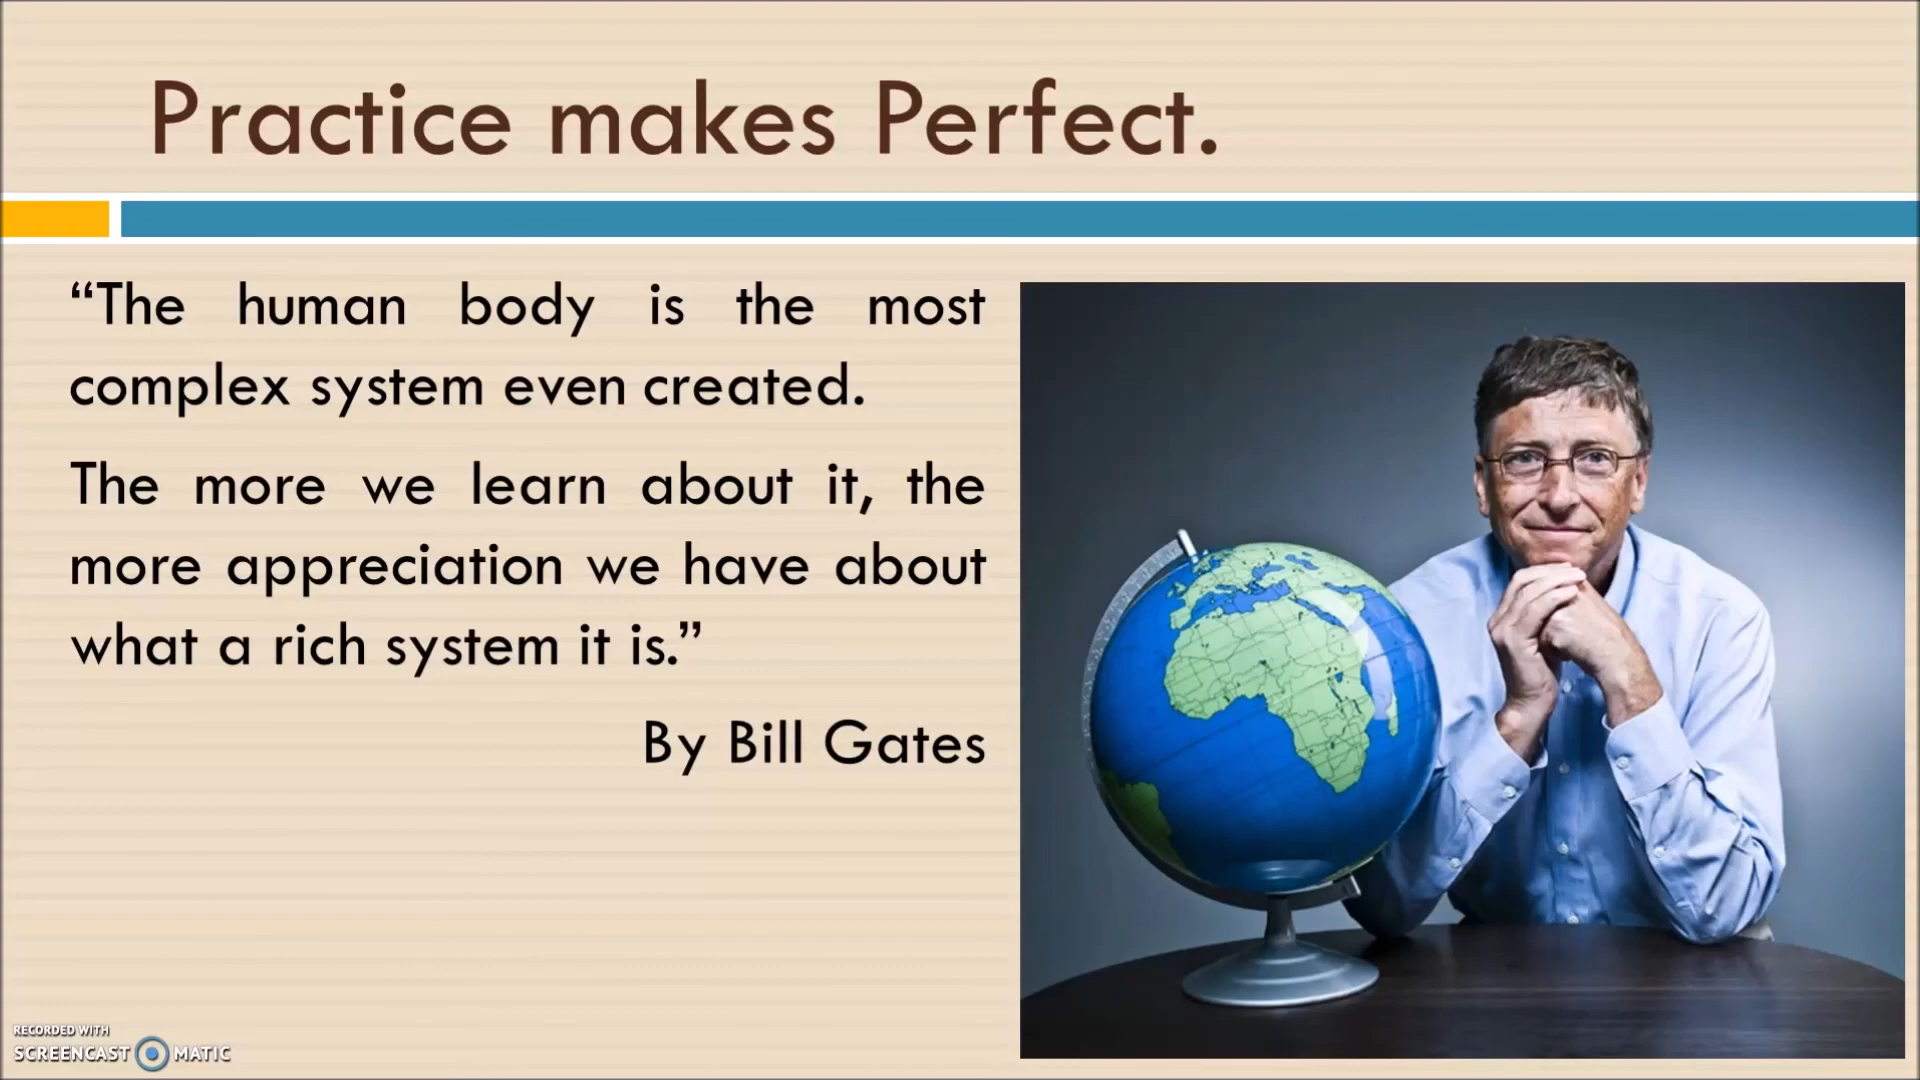 Practice makes Perfect.
“The human body is the most
complex system even created.
The more we learn about it, the
more appreciation we have about
what a rich system it is.”
By Bill Gates
RECORDED WITH
SCREENCAST MATIC